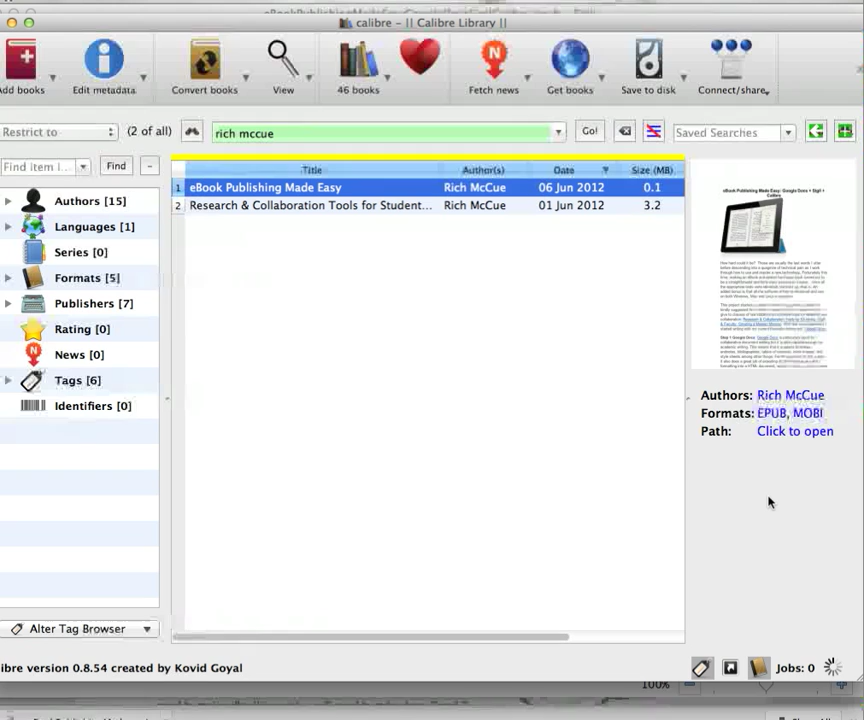 calibre - || Calibre Library ||
Add books
Edit metadata
Convert books
View
46 books
Fetch news
Get books
Save to disk
Connect/share
Restrict to
(2 of all)
rich mccue
Go!
Saved Searches
Find item i...
Find
-
Title Author(s) Date Size (MB)
1 eBook Publishing Made Easy Rich McCue 06 Jun 2012 0.1
2 Research & Collaboration Tools for Student... Rich McCue 01 Jun 2012 3.2
Authors [15]
Languages [1]
Series [0]
Formats [5]
Publishers [7]
Rating [0]
News [0]
Tags [6]
Identifiers [0]
Authors: Rich McCue
Formats: EPUB, MOBI
Path: Click to open
Alter Tag Browser
ibre version 0.8.54 created by Kovid Goyal
Jobs: 0
100%